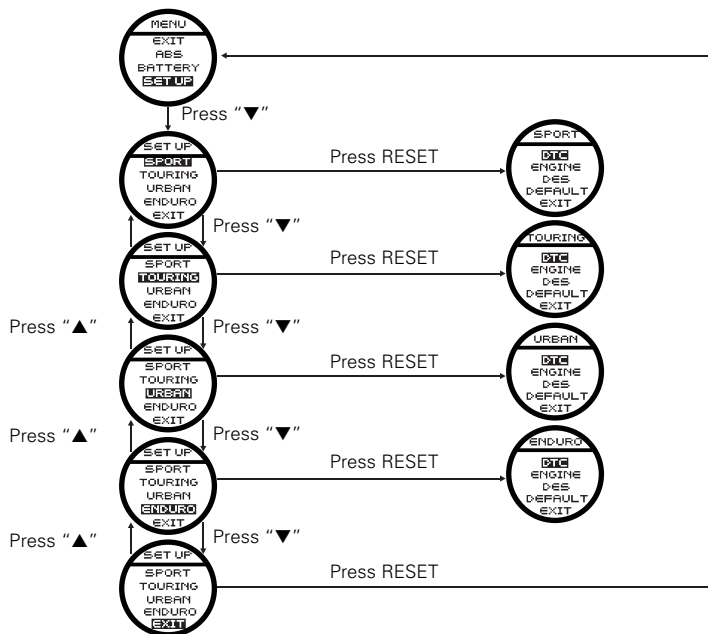 MENU
EXIT
ABS
BATTERY
SET UP
Press “▼”
SET UP
SPORT
TOURING
URBAN
ENDURO
EXIT
Press RESET
SPORT
DTC
ENGINE
DES
DEFAULT
EXIT
Press “▼”
SET UP
SPORT
TOURING
URBAN
ENDURO
EXIT
Press RESET
TOURING
DTC
ENGINE
DES
DEFAULT
EXIT
Press “▲”
Press “▼”
SET UP
SPORT
TOURING
URBAN
ENDURO
EXIT
Press RESET
URBAN
DTC
ENGINE
DES
DEFAULT
EXIT
Press “▲”
Press “▼”
SET UP
SPORT
TOURING
URBAN
ENDURO
EXIT
Press RESET
ENDURO
DTC
ENGINE
DES
DEFAULT
EXIT
Press “▲”
Press “▼”
SET UP
SPORT
TOURING
URBAN
ENDURO
EXIT
Press RESET